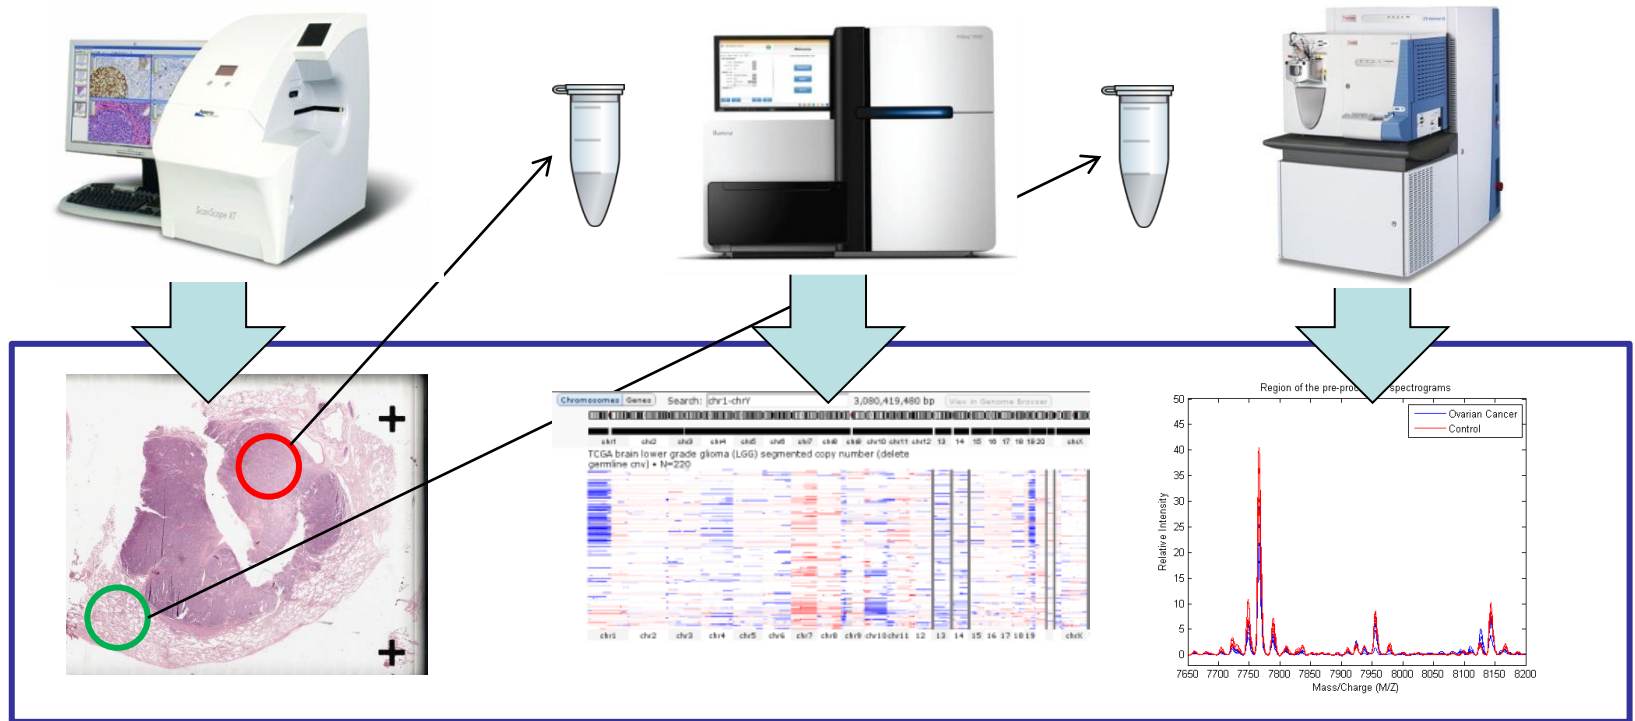 ScanScope XT
illumina
Chromosomes Genes Search: chr1-chrY 3,080,419,480 bp View in Genome Browser
chr1 chr2 chr3 chr4 chr5 chr6 chr7 chr8 chr9 chr10 chr11 chr12 13 14 15 16 17 18 19 20 chrX
TCGA brain lower grade glioma (LGG) segmented copy number (delete
germline cnv) • N=220
chr1 chr2 chr3 chr4 chr5 chr6 chr7 chr8 chr9 chr10 chr11 chr12 13 14 15 16 17 18 19 chrX
Region of the pre-pro spectrograms
Ovarian Cancer
Control
Relative Intensity
50
45
40
35
30
25
20
15
10
5
0
7650 7700 7750 7800 7850 7900 7950 8000 8050 8100 8150 8200
Mass/Charge (M/Z)